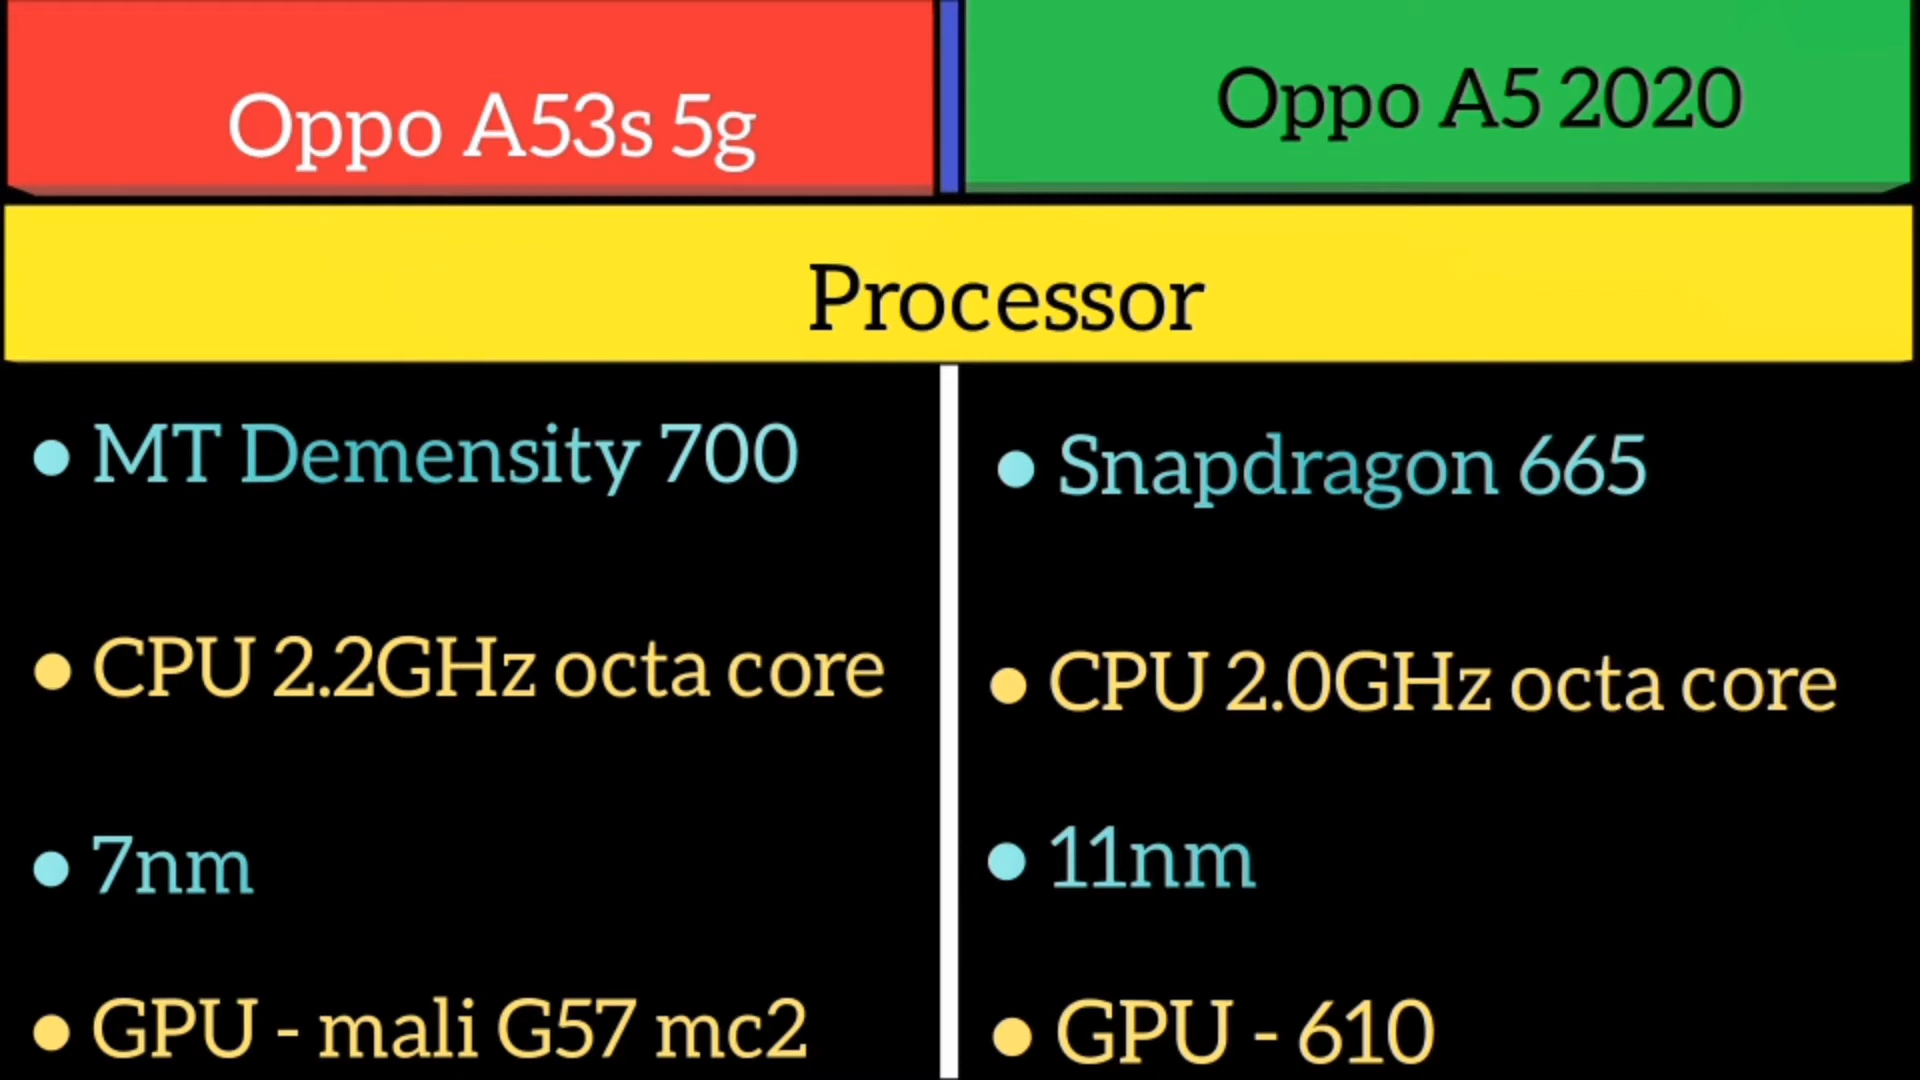 Oppo A53s 5g
Oppo A5 2020
Processor
MT Demensity 700
Snapdragon 665
CPU 2.2GHz octa core
CPU 2.0GHz octa core
7nm
11nm
GPU - mali G57 mc2
GPU - 610